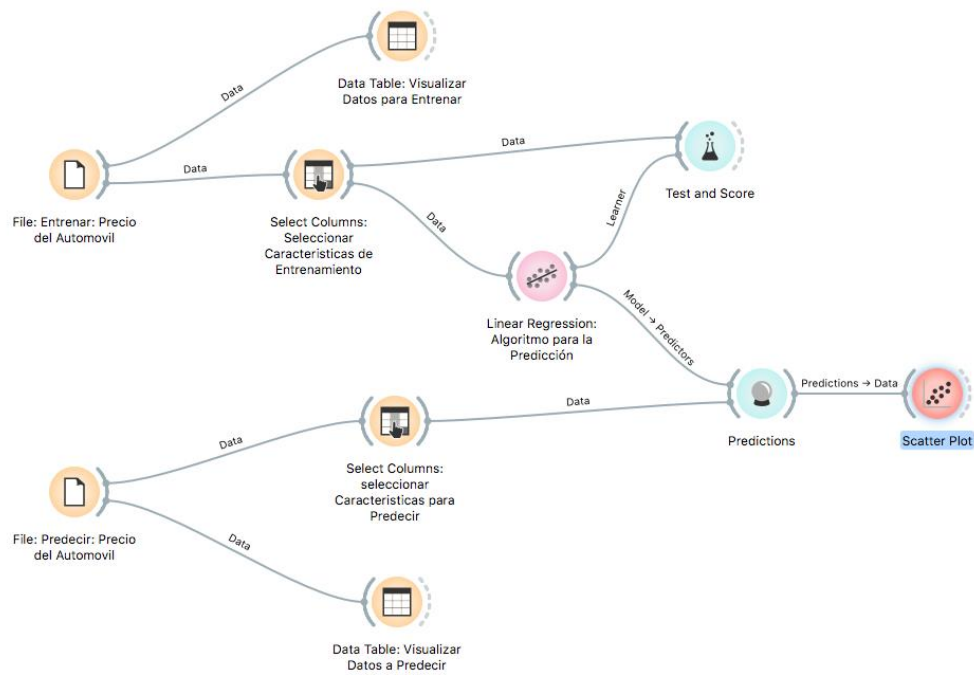 Data Table: Visualizar
Datos para Entrenar
Data
Data
File: Entrenar: Precio
del Automovil
Select Columns:
Seleccionar
Caracteristicas de
Entrenamiento
Data
Test and Score
Data
Learner
Linear Regression:
Algoritmo para la
Predicción
Model → Predictors
Predictions → Data
Predictions
Scatter Plot
Data
Data
Select Columns:
seleccionar
Caracteristicas para
Predecir
File: Predecir: Precio
del Automovil
Data
Data Table: Visualizar
Datos a Predecir